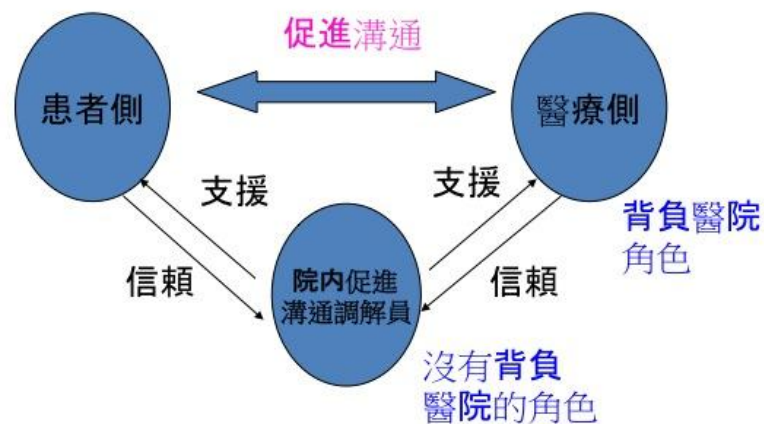 促進溝通
患者側
醫療側
支援
支援
背負醫院
角色
信賴
院内促進
溝通調解員
信賴
沒有背負
醫院的角色